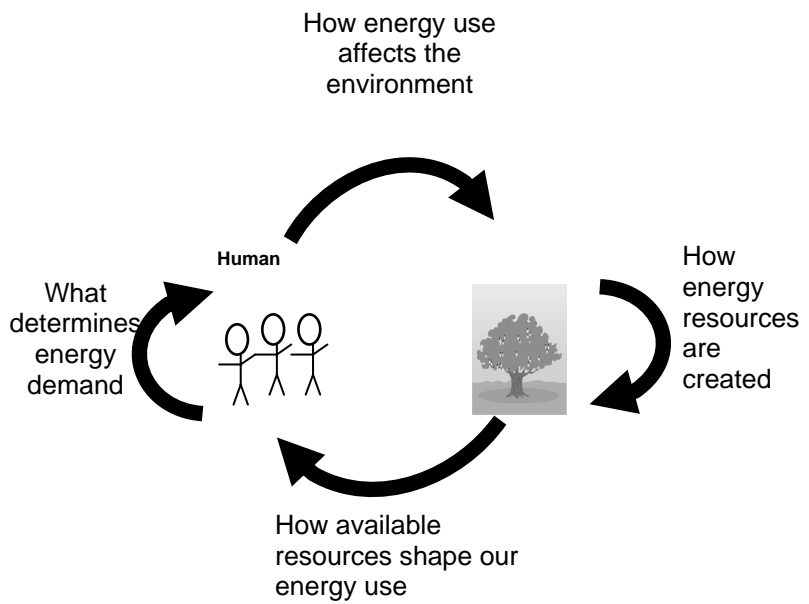 How energy use
affects the
environment
Human
What
determines
energy
demand
How
energy
resources
are
created
How available
resources shape our
energy use